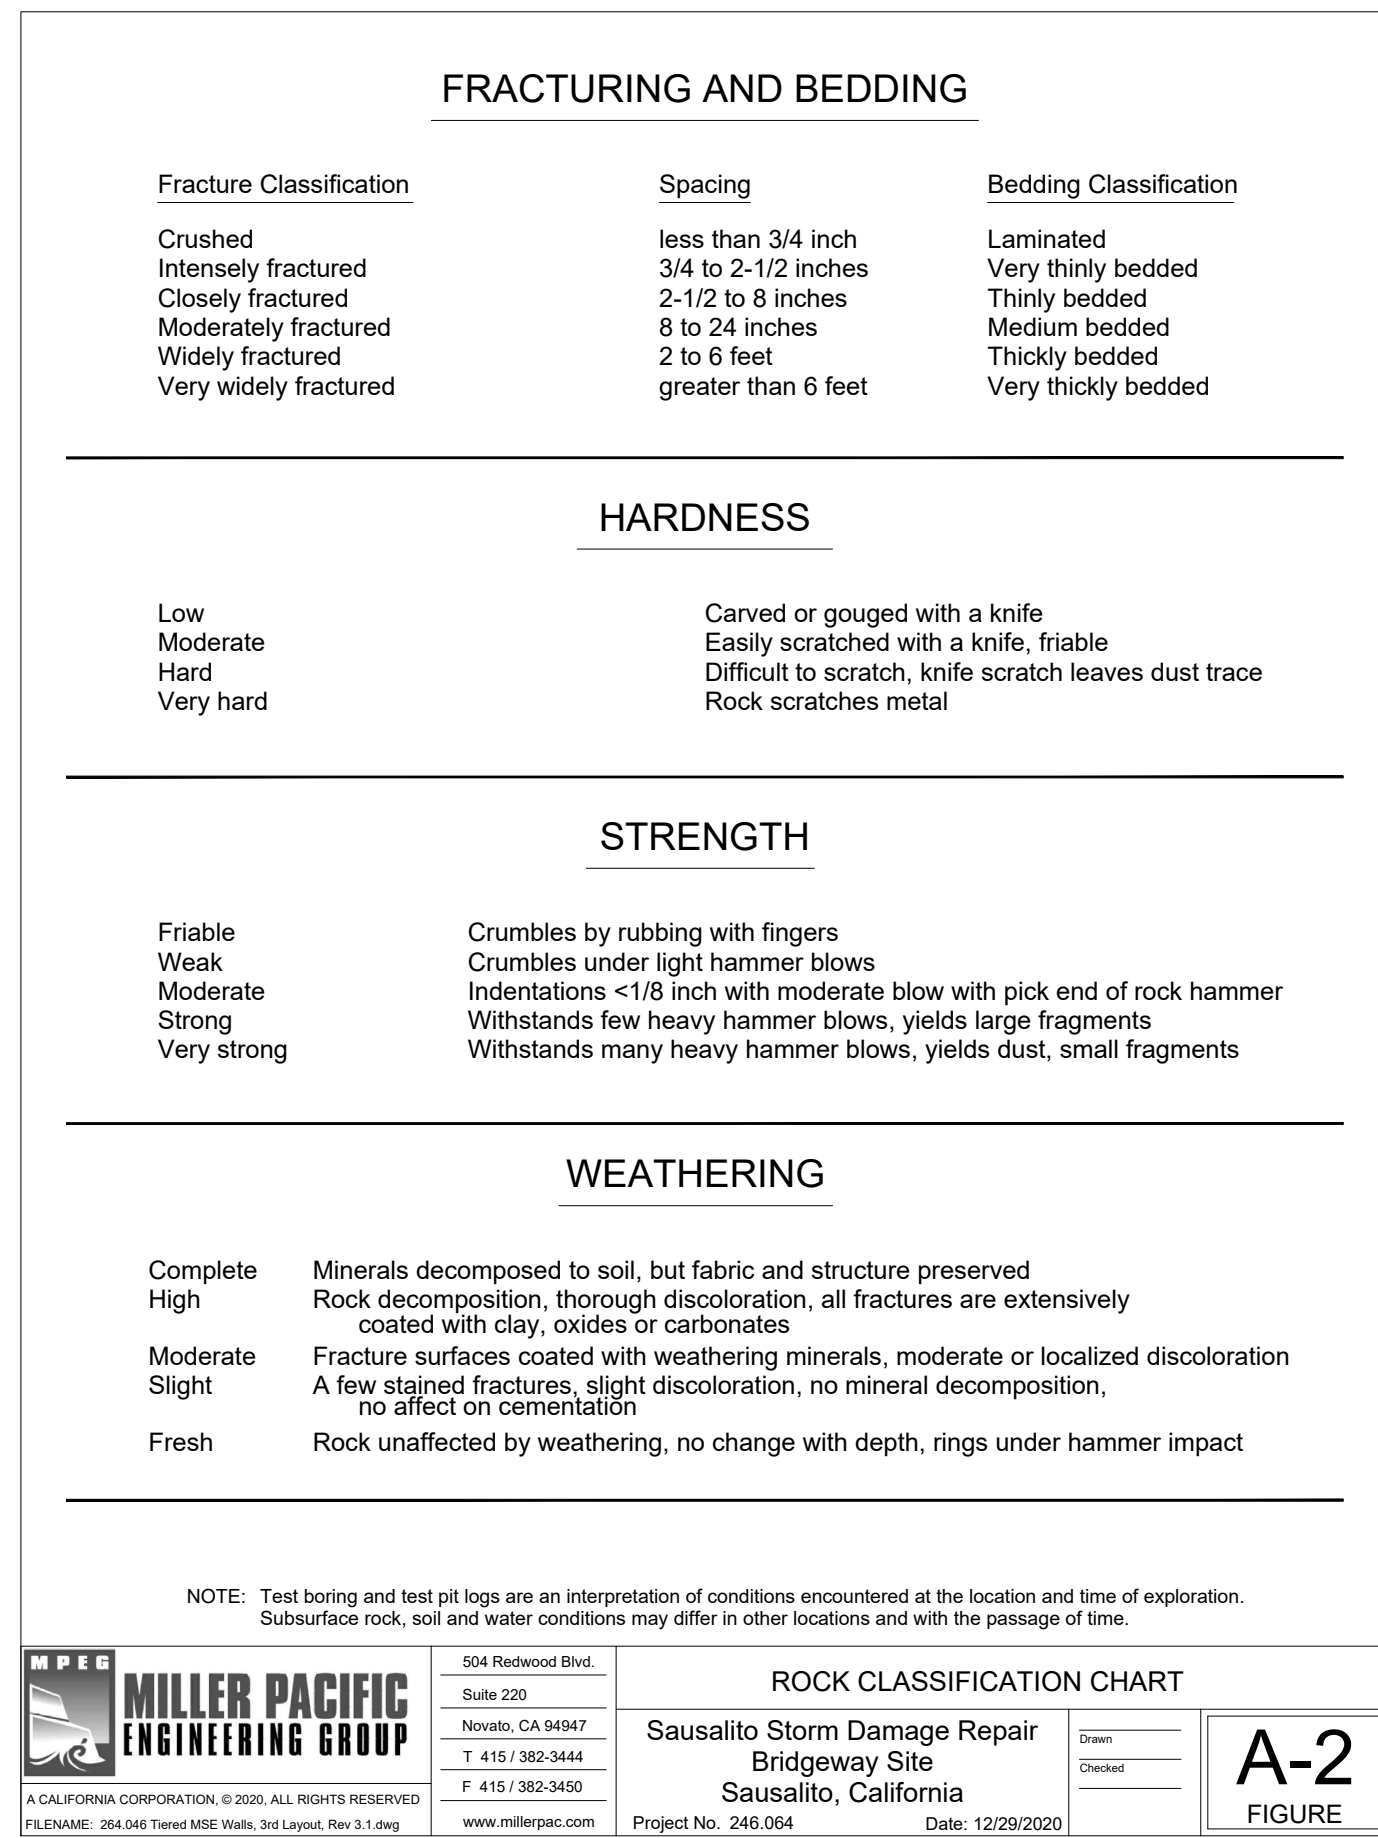 FRACTURING AND BEDDING
Fracture Classification Spacing Bedding Classification
Crushed less than 3/4 inch Laminated
Intensely fractured 3/4 to 2-1/2 inches Very thinly bedded
Closely fractured 2-1/2 to 8 inches Thinly bedded
Moderately fractured 8 to 24 inches Medium bedded
Widely fractured 2 to 6 feet Thickly bedded
Very widely fractured greater than 6 feet Very thickly bedded
HARDNESS
Low Carved or gouged with a knife
Moderate Easily scratched with a knife, friable
Hard Difficult to scratch, knife scratch leaves dust trace
Very hard Rock scratches metal
STRENGTH
Friable Crumbles by rubbing with fingers
Weak Crumbles under light hammer blows
Moderate Indentations <1/8 inch with moderate blow with pick end of rock hammer
Strong Withstands few heavy hammer blows, yields large fragments
Very strong Withstands many heavy hammer blows, yields dust, small fragments
WEATHERING
Complete Minerals decomposed to soil, but fabric and structure preserved
High Rock decomposition, thorough discoloration, all fractures are extensively
coated with clay, oxides or carbonates
Moderate Fracture surfaces coated with weathering minerals, moderate or localized discoloration
Slight A few stained fractures, slight discoloration, no mineral decomposition,
no affect on cementation
Fresh Rock unaffected by weathering, no change with depth, rings under hammer impact
NOTE: Test boring and test pit logs are an interpretation of conditions encountered at the location and time of exploration.
Subsurface rock, soil and water conditions may differ in other locations and with the passage of time.
MPEG
MILLER PACIFIC
ENGINEERING GROUP
A CALIFORNIA CORPORATION, © 2020, ALL RIGHTS RESERVED
FILENAME: 264.046 Tiered MSE Walls, 3rd Layout, Rev 3.1.dwg
504 Redwood Blvd.
Suite 220
Novato, CA 94947
T 415 / 382-3444
F 415 / 382-3450
www.millerpac.com
ROCK CLASSIFICATION CHART
Sausalito Storm Damage Repair
Bridgeway Site
Sausalito, California
Project No. 246.064 Date: 12/29/2020
Drawn
Checked
A-2
FIGURE